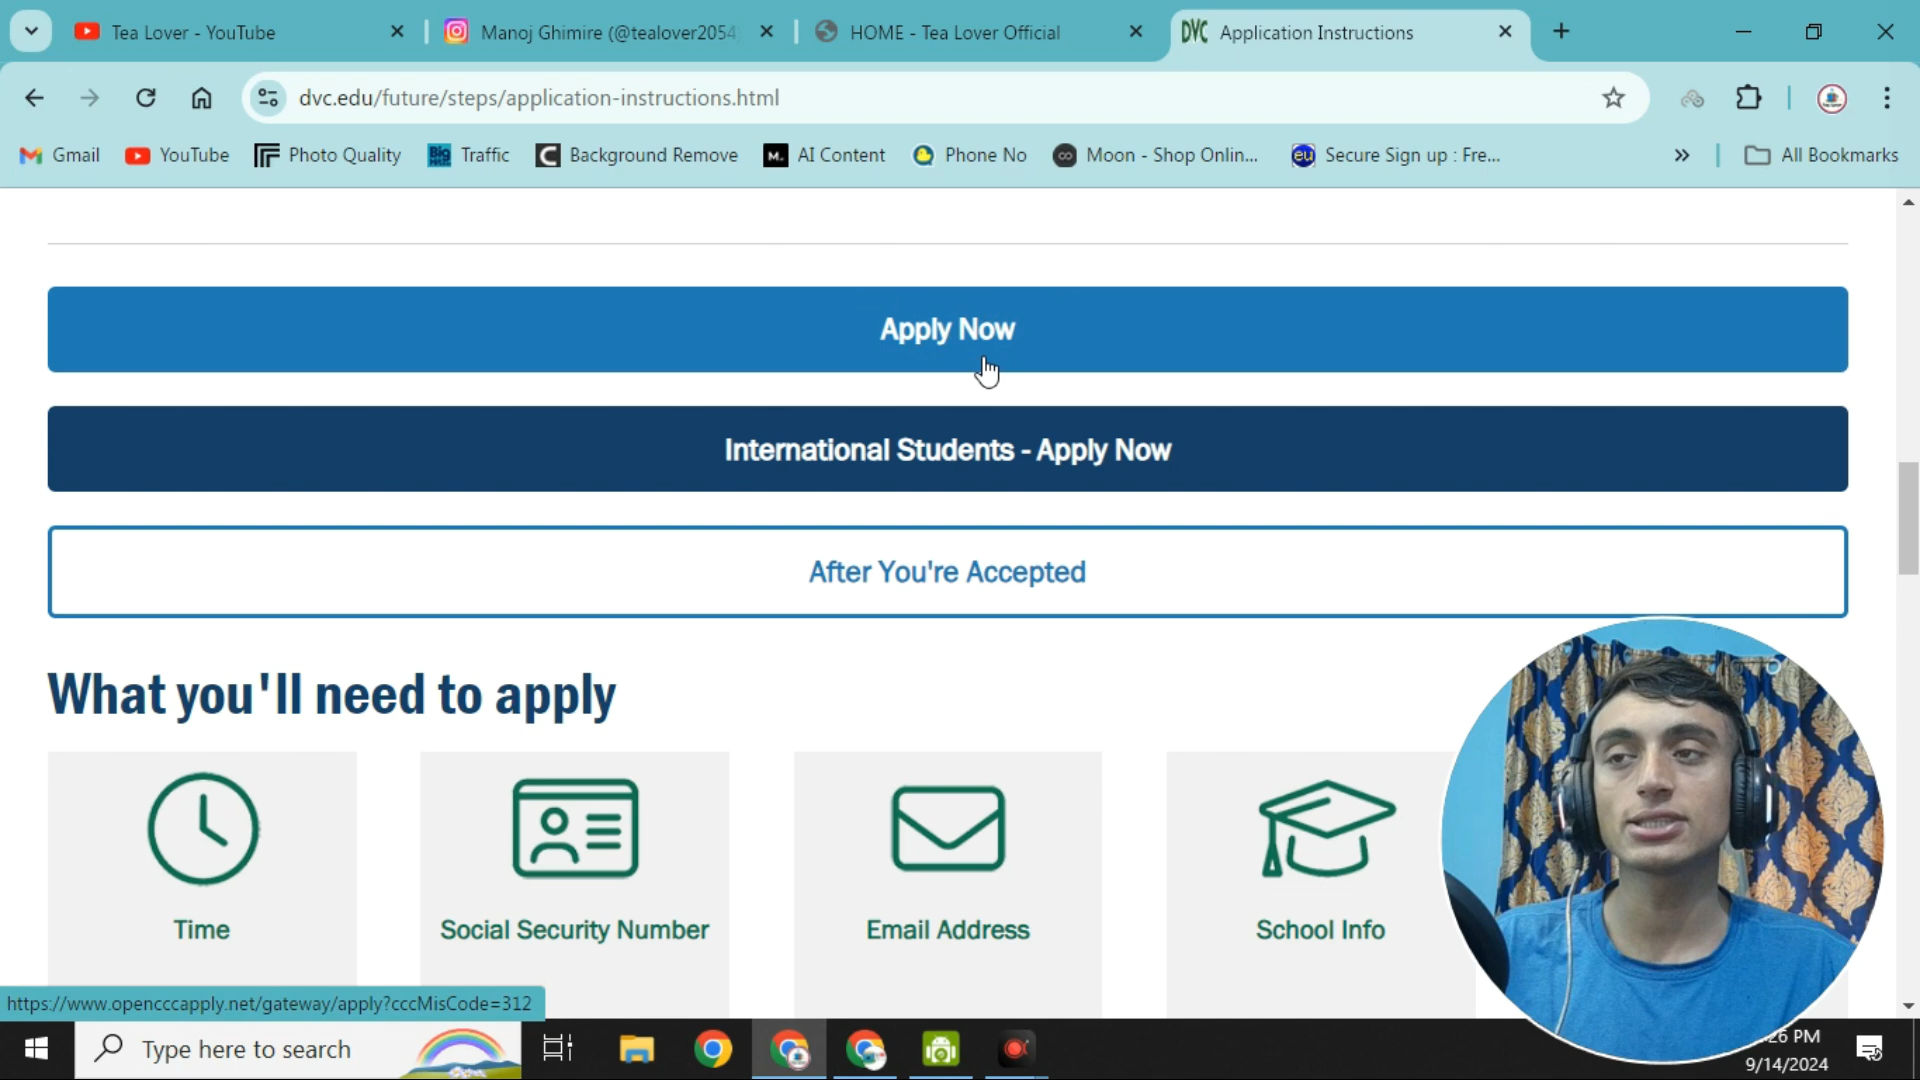 Tea Lover - YouTube
Manoj Ghimire (@tealover2054
HOME - Tea Lover Official
DVC Application Instructions
dvc.edu/future/steps/application-instructions.html
Gmail
YouTube
Photo Quality
Traffic
Background Remove
M. AI Content
Phone No
Moon - Shop Onlin...
eu Secure Sign up : Fre...
All Bookmarks
Apply Now
International Students - Apply Now
After You're Accepted
What you'll need to apply
Time
Social Security Number
Email Address
School Info
https://www.opencccapply.net/gateway/apply?cccMisCode=312
Type here to search
26 PM
9/14/2024